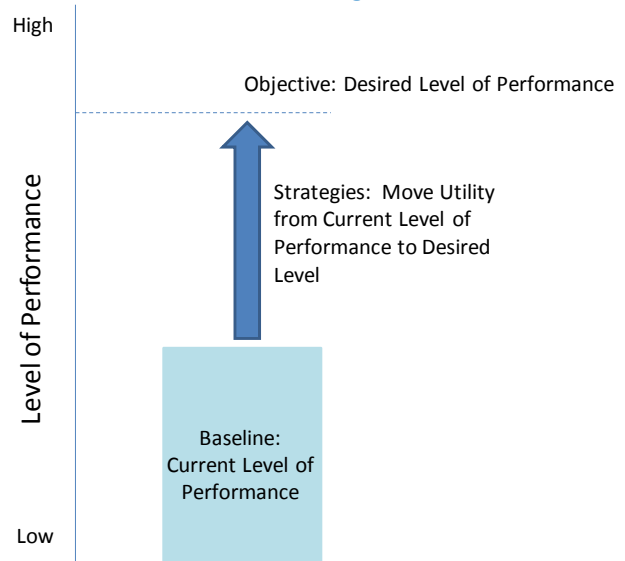 High
Objective: Desired Level of Performance
Strategies: Move Utility
from Current Level of
Performance to Desired
Level
Level of Performance
Baseline:
Current Level of
Performance
Low